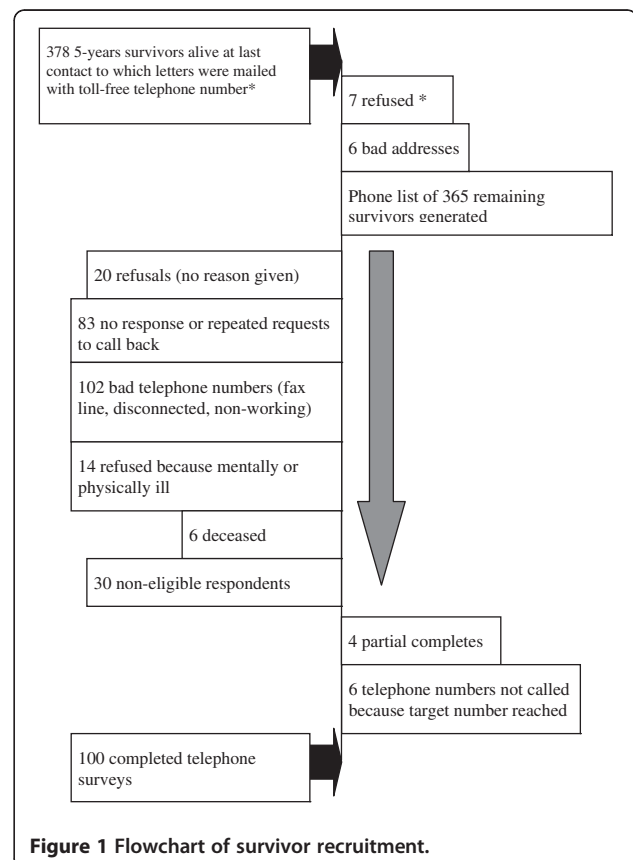 378 5-years survivors alive at last
contact to which letters were mailed
with toll-free telephone number*
7 refused *
6 bad addresses
Phone list of 365 remaining
survivors generated
20 refusals (no reason given)
83 no response or repeated requests
to call back
102 bad telephone numbers (fax
line, disconnected, non-working)
14 refused because mentally or
physically ill
6 deceased
30 non-eligible respondents
4 partial completes
6 telephone numbers not called
because target number reached
100 completed telephone
surveys
Figure 1 Flowchart of survivor recruitment.